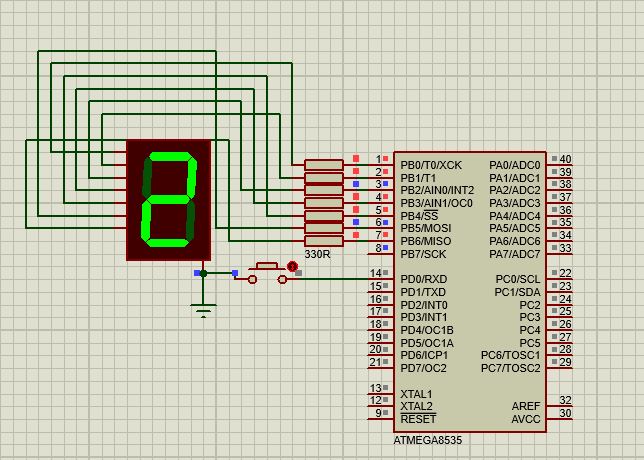 2
330R
1 PB0/T0/XCK PA0/ADC0 40
2 PB1/T1 PA1/ADC1 39
3 PB2/AIN0/INT2 PA2/ADC2 38
4 PB3/AIN1/OC0 PA3/ADC3 37
5 PB4/SS PA4/ADC4 36
6 PB5/MOSI PA5/ADC5 35
7 PB6/MISO PA6/ADC6 34
8 PB7/SCK PA7/ADC7 33
14 PD0/RXD PC0/SCL 22
15 PD1/TXD PC1/SDA 23
16 PD2/INT0 PC2 24
17 PD3/INT1 PC3 25
18 PD4/OC1B PC4 26
19 PD5/OC1A PC5 27
20 PD6/ICP1 PC6/TOSC1 28
21 PD7/OC2 PC7/TOSC2 29
13 XTAL1
12 XTAL2 AREF 32
9 RESET AVCC 30
ATMEGA8535